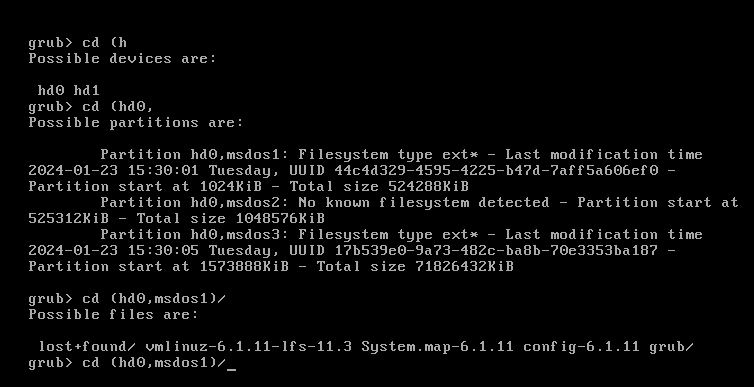 grub> cd (h
Possible devices are:
hd0 hd1
grub> cd (hd0,
Possible partitions are:
Partition hd0,msdos1: Filesystem type ext* - Last modification time
2024-01-23 15:30:01 Tuesday, UUID 44c4d329-4595-4225-b47d-7aff5a606ef0 -
Partition start at 1024KiB - Total size 524288KiB
Partition hd0,msdos2: No known filesystem detected - Partition start at
525312KiB - Total size 1048576KiB
Partition hd0,msdos3: Filesystem type ext* - Last modification time
2024-01-23 15:30:05 Tuesday, UUID 17b539e0-9a73-482c-ba8b-70e3353ba187 -
Partition start at 1573888KiB - Total size 71826432KiB
grub> cd (hd0,msdos1)/
Possible files are:
lost+found/ vmlinuz-6.1.11-lfs-11.3 System.map-6.1.11 config-6.1.11 grub/
grub> cd (hd0,msdos1)/_